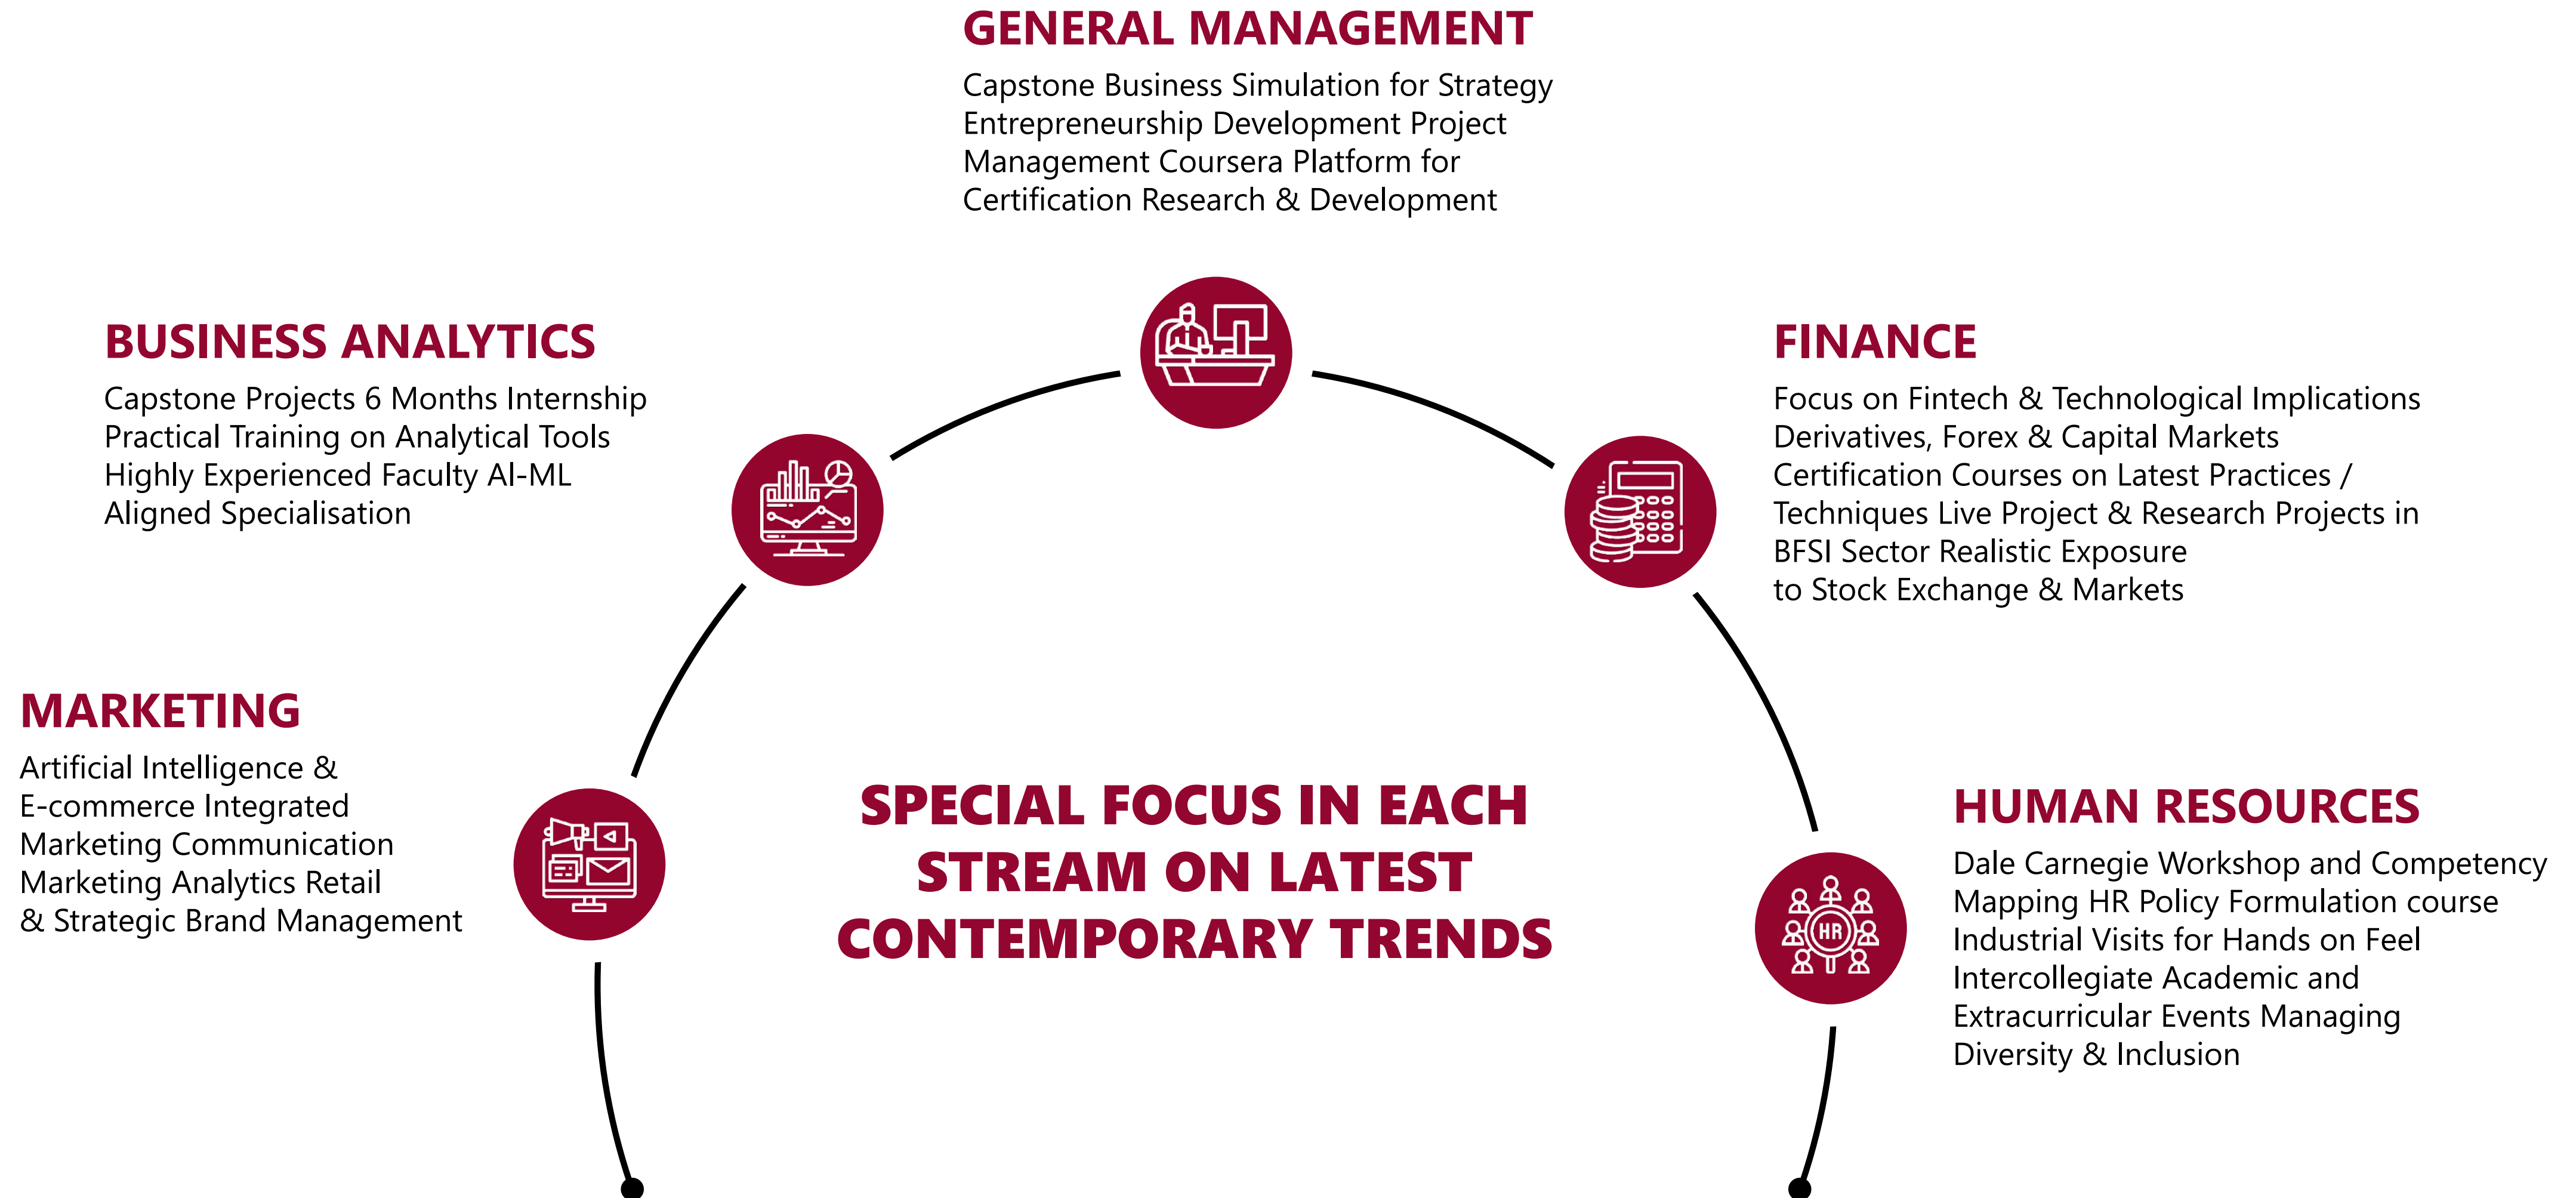 GENERAL MANAGEMENT
Capstone Business Simulation for Strategy
Entrepreneurship Development Project
Management Coursera Platform for
Certification Research & Development
BUSINESS ANALYTICS
Capstone Projects 6 Months Internship
Practical Training on Analytical Tools
Highly Experienced Faculty AI-ML
Aligned Specialisation
FINANCE
Focus on Fintech & Technological Implications
Derivatives, Forex & Capital Markets
Certification Courses on Latest Practices /
Techniques Live Project & Research Projects in
BFSI Sector Realistic Exposure
to Stock Exchange & Markets
MARKETING
Artificial Intelligence &
E-commerce Integrated
Marketing Communication
Marketing Analytics Retail
& Strategic Brand Management
SPECIAL FOCUS IN EACH
STREAM ON LATEST
CONTEMPORARY TRENDS
HUMAN RESOURCES
Dale Carnegie Workshop and Competency
Mapping HR Policy Formulation course
Industrial Visits for Hands on Feel
Intercollegiate Academic and
Extracurricular Events Managing
Diversity & Inclusion
HR